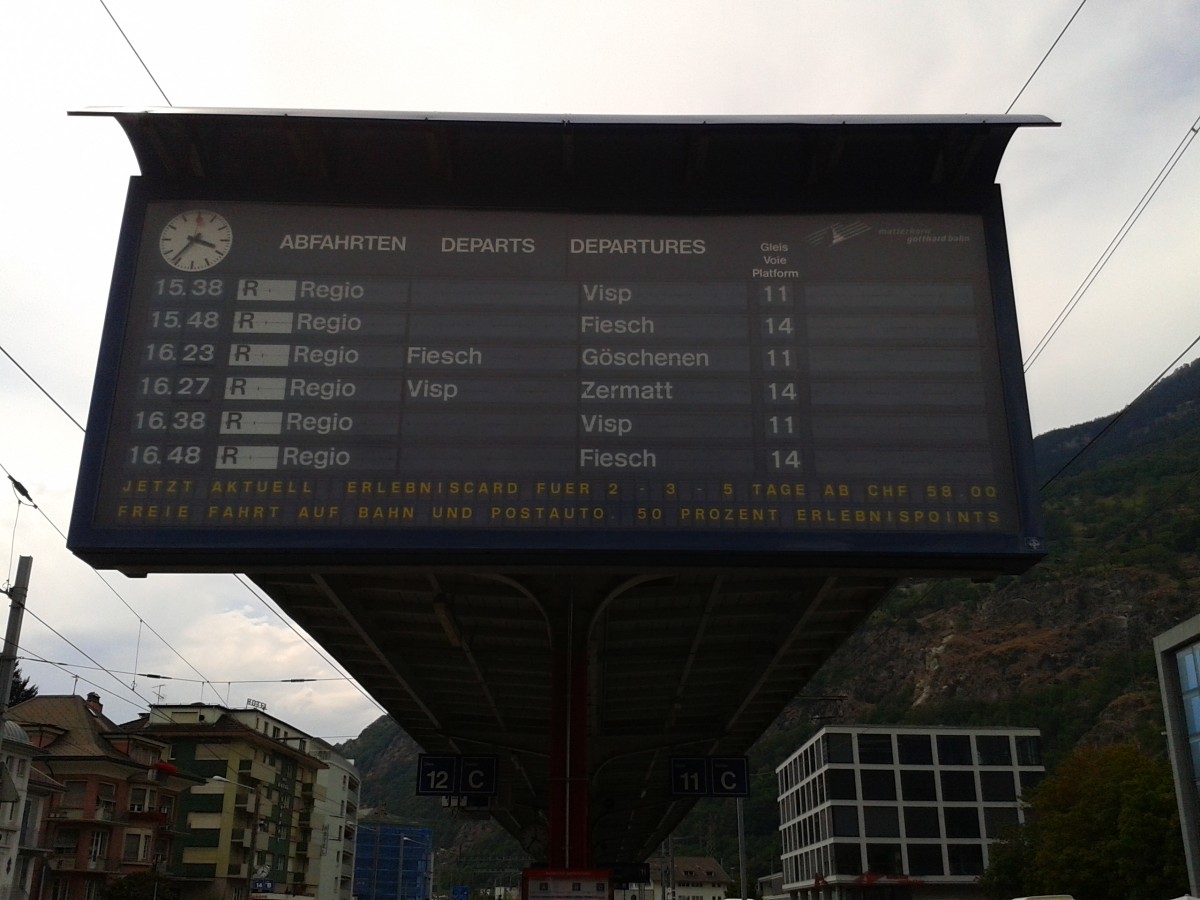 ABFAHRTEN DEPARTS DEPARTURES
Gleis
Voie
Platform
matterhorn
gotthard bahn
15.38 R Regio Visp 11
15.48 R Regio Fiesch 14
16.23 R Regio Fiesch Göschenen 11
16.27 R Regio Visp Zermatt 14
16.38 R Regio Visp 11
16.48 R Regio Fiesch 14
JETZT AKTUELL ERLEBNISCARD FUER 2 - 3 - 5 TAGE AB CHF 58.00
FREIE FAHRT AUF BAHN UND POSTAUTO. 50 PROZENT ERLEBNISPOINTS
12 C
11 C